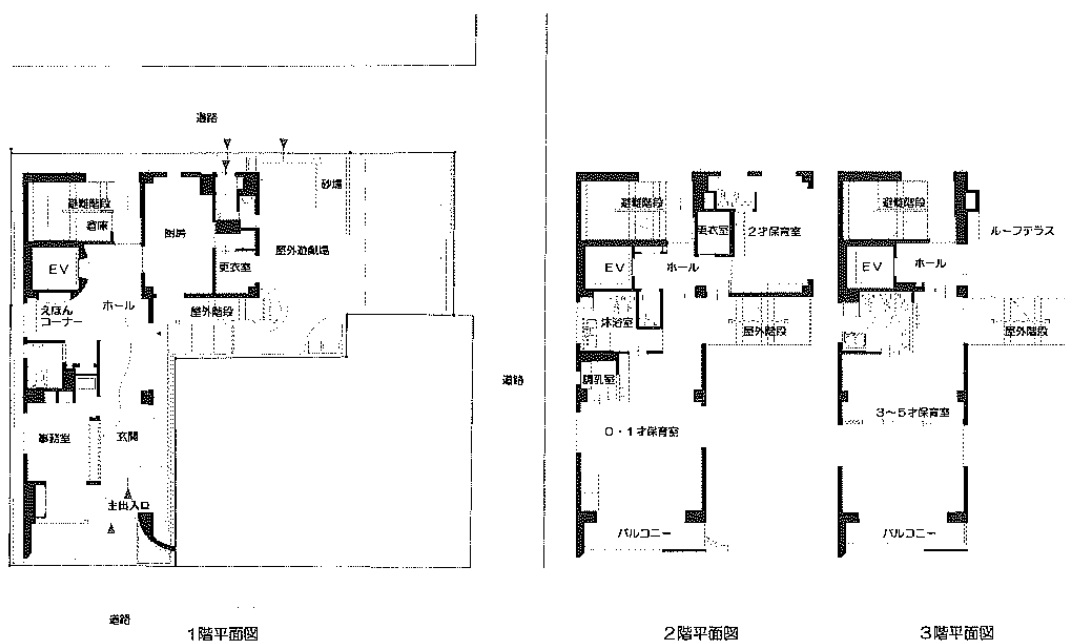 道路
砂場
避難階段
倉庫
厨房
屋外遊戯場
EV
更衣室
えほん
コーナー
ホール
屋外階段
道路
事務室
玄関
主出入口
道路
1階平面図
避難階段
更衣室
2才保育室
EV
ホール
沐浴室
屋外階段
調乳室
0・1才保育室
バルコニー
2階平面図
避難階段
ルーフテラス
EV
ホール
屋外階段
3~5才保育室
バルコニー
3階平面図